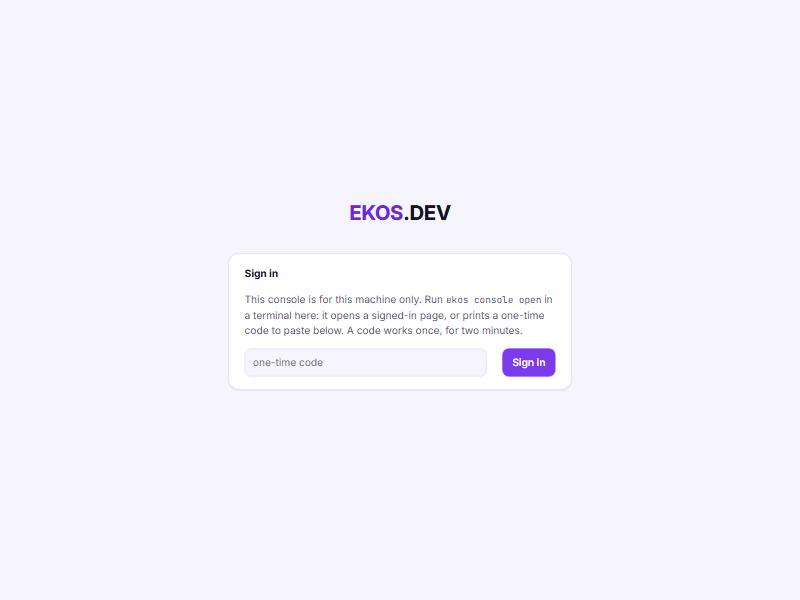 EKOS.DEV
Sign in
This console is for this machine only. Run ekos console open in
a terminal here: it opens a signed-in page, or prints a one-time
code to paste below. A code works once, for two minutes.
one-time code
Sign In